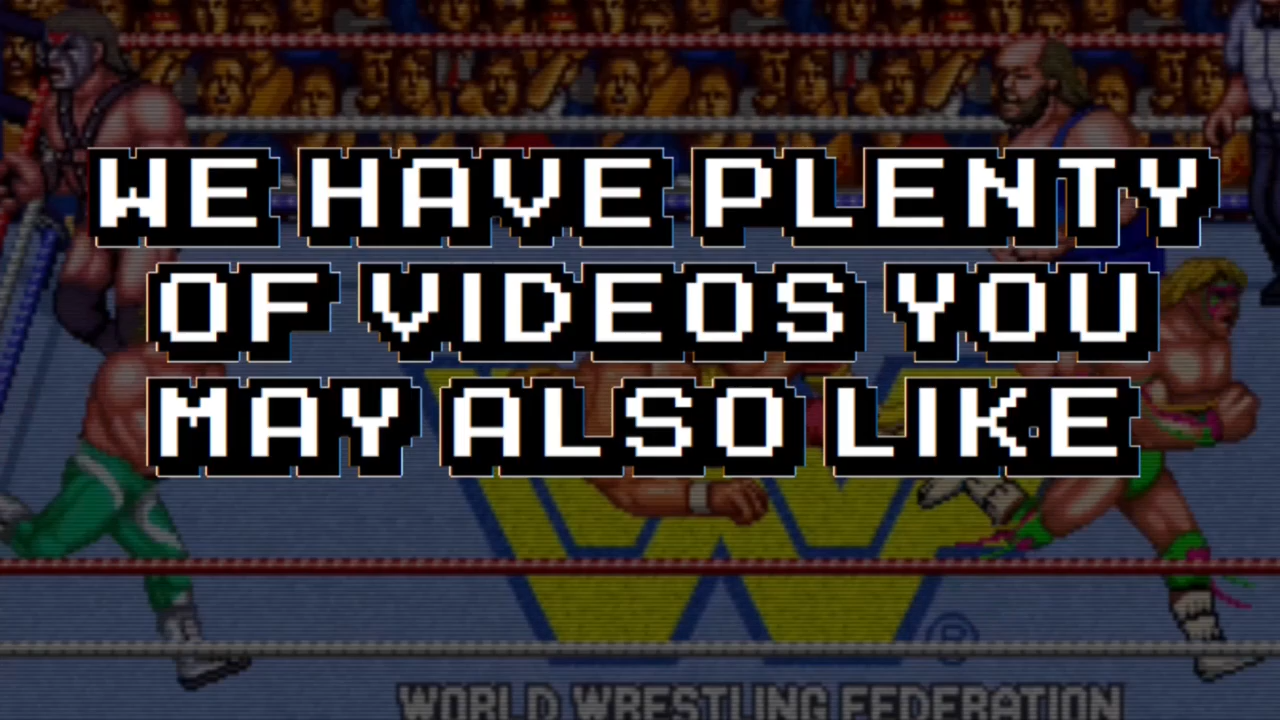 WE HAVE PLENTY
OF VIDEOS YOU
MAY ALSO LIKE
W
®
WORLD WRESTLING FEDERATION